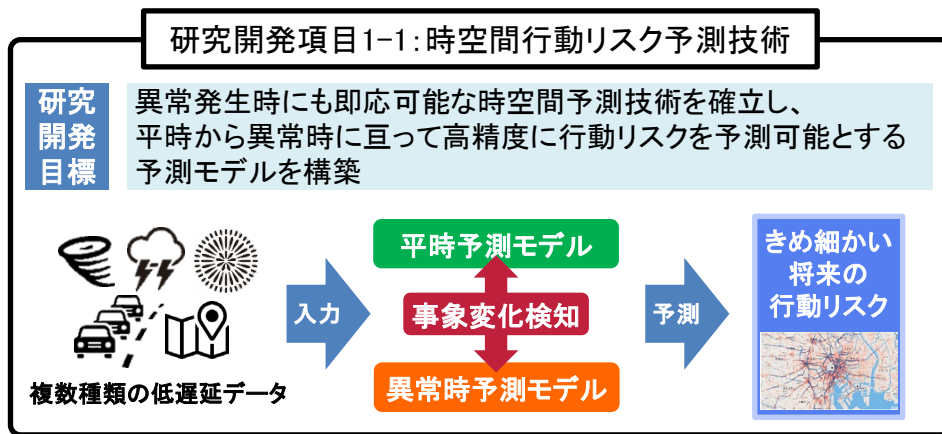 研究開発項目1-1：時空間行動リスク予測技術
研究
開発
目標
異常発生時にも即応可能な時空間予測技術を確立し、
平時から異常時に亘って高精度に行動リスクを予測可能とする
予測モデルを構築
複数種類の低遅延データ
入力
平時予測モデル
事象変化検知
異常時予測モデル
予測
きめ細かい
将来の
行動リスク